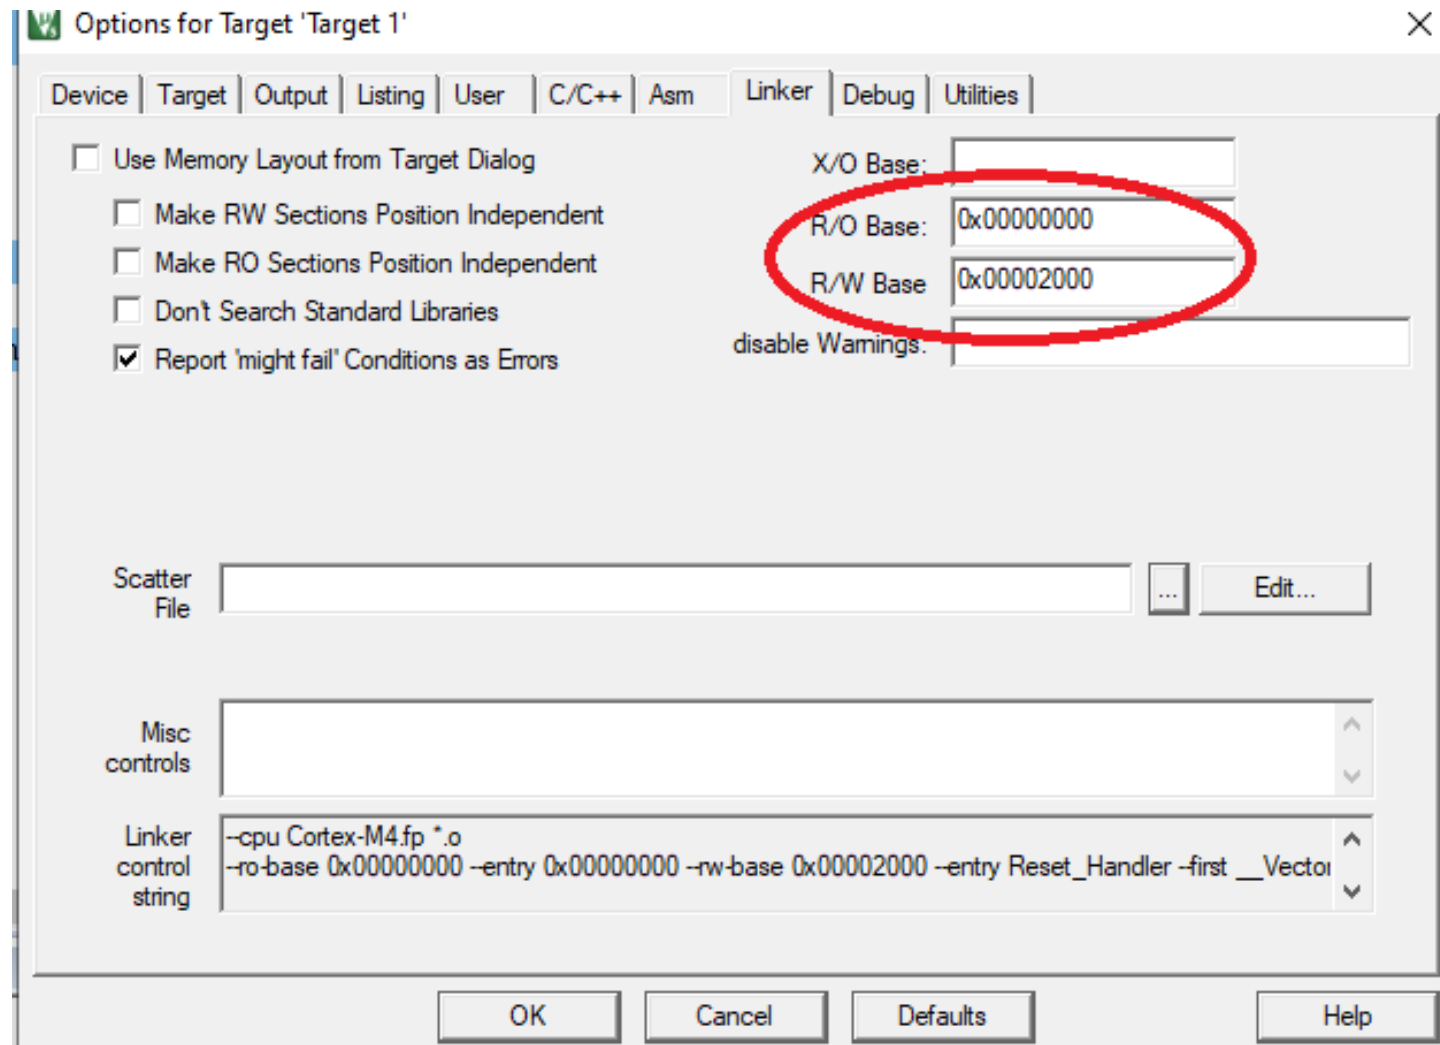 Options for Target 'Target 1'
Device Target Output Listing User C/C++ Asm Linker Debug Utilities
Use Memory Layout from Target Dialog
Make RW Sections Position Independent
Make RO Sections Position Independent
Don't Search Standard Libraries
Report 'might fail' Conditions as Errors
X/O Base:
R/O Base: 0x00000000
R/W Base 0x00002000
disable Warnings:
Scatter
File
...
Edit...
Misc
controls
Linker
control
string
--cpu Cortex-M4.fp *.o
--ro-base 0x00000000 --entry 0x00000000 --rw-base 0x00002000 --entry Reset_Handler --first __Vector
OK Cancel Defaults Help